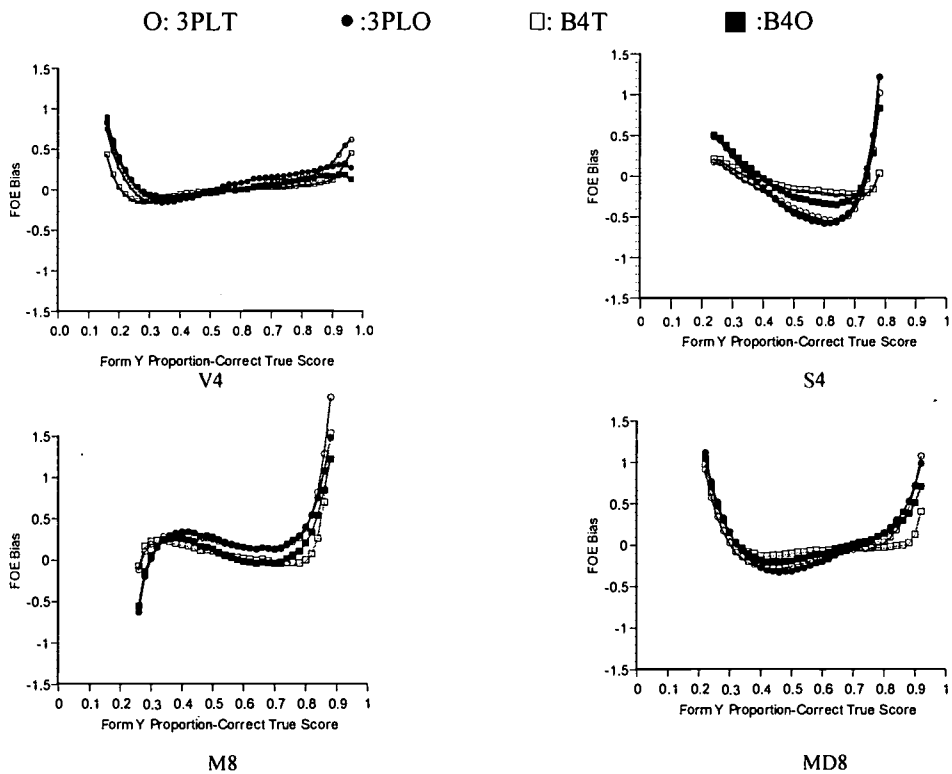 O: 3PLT ●:3PLO □: B4T ■:B4O
1.5
1
0.5
0
-0.5
-1
-1.5
FOE Bias
0.0 0.1 0.2 0.3 0.4 0.5 0.6 0.7 0.8 0.9 1.0
Form Y Proportion-Correct True Score
V4
1.5
1
0.5
0
-0.5
-1
-1.5
FOE Bias
0 0.1 0.2 0.3 0.4 0.5 0.6 0.7 0.8 0.9 1
Form Y Proportion-Correct True Score
S4
1.5
1
0.5
0
-0.5
-1
-1.5
FOE Bias
0 0.1 0.2 0.3 0.4 0.5 0.6 0.7 0.8 0.9 1
Form Y Proportion-Correct True Score
M8
1.5
1
0.5
0
-0.5
-1
-1.5
FOE Bias
0 0.1 0.2 0.3 0.4 0.5 0.6 0.7 0.8 0.9 1
Form Y Proportion-Correct True Score
MD8